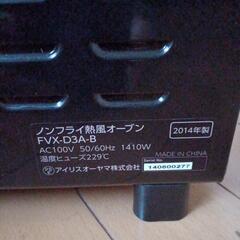 ノンフライ熱風オーブン
FVX-D3A-B
2014年製
AC100V 50/60Hz 1410W
MADE IN CHINA
温度ヒューズ229℃
Serial No.
140600277
アイリスオーヤマ株式会社